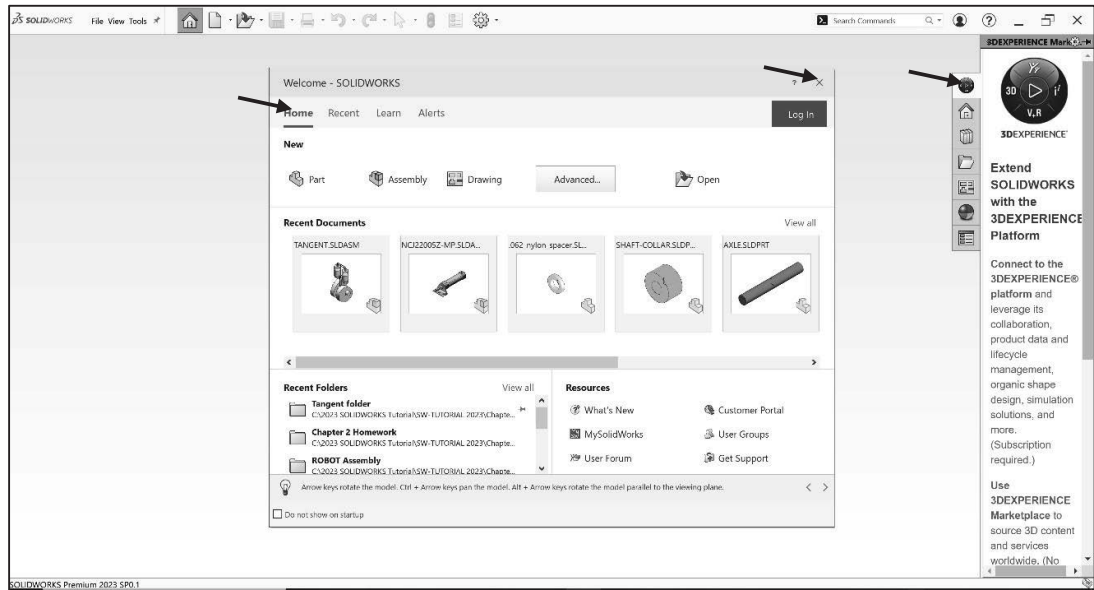 DS SOLIDWORKS File View Tools
Search Commands
3DEXPERIENCE Mark
Welcome - SOLIDWORKS
Home Recent Learn Alerts
Log In
New
Part Assembly Drawing Advanced... Open
Recent Documents View all
TANGENT.SLDASM NCJ22005Z-MP.SLDA... .062 nylon spacer.SL... SHAFT-COLLAR.SLDP... AXLE.SLDPRT
Recent Folders View all
Tangent folder
C:\2023 SOLIDWORKS Tutorial\SW-TUTORIAL 2023\Chapte...
Chapter 2 Homework
C:\2023 SOLIDWORKS Tutorial\SW-TUTORIAL 2023\Chapte...
ROBOT Assembly
C:\2023 SOLIDWORKS Tutorial\SW-TUTORIAL 2023\Chapte...
Resources
What's New Customer Portal
MySolidWorks User Groups
User Forum Get Support
Arrow keys rotate the model. Ctrl + Arrow keys pan the model. Alt + Arrow keys rotate the model parallel to the viewing plane.
Do not show on startup
3D
V,R
3DEXPERIENCE
Extend
SOLIDWORKS
with the
3DEXPERIENCE
Platform
Connect to the
3DEXPERIENCE®
platform and
leverage its
collaboration,
product data and
lifecycle
management,
organic shape
design, simulation
solutions, and
more.
(Subscription
required.)
Use
3DEXPERIENCE
Marketplace to
source 3D content
and services
worldwide. (No
SOLIDWORKS Premium 2023 SP0.1